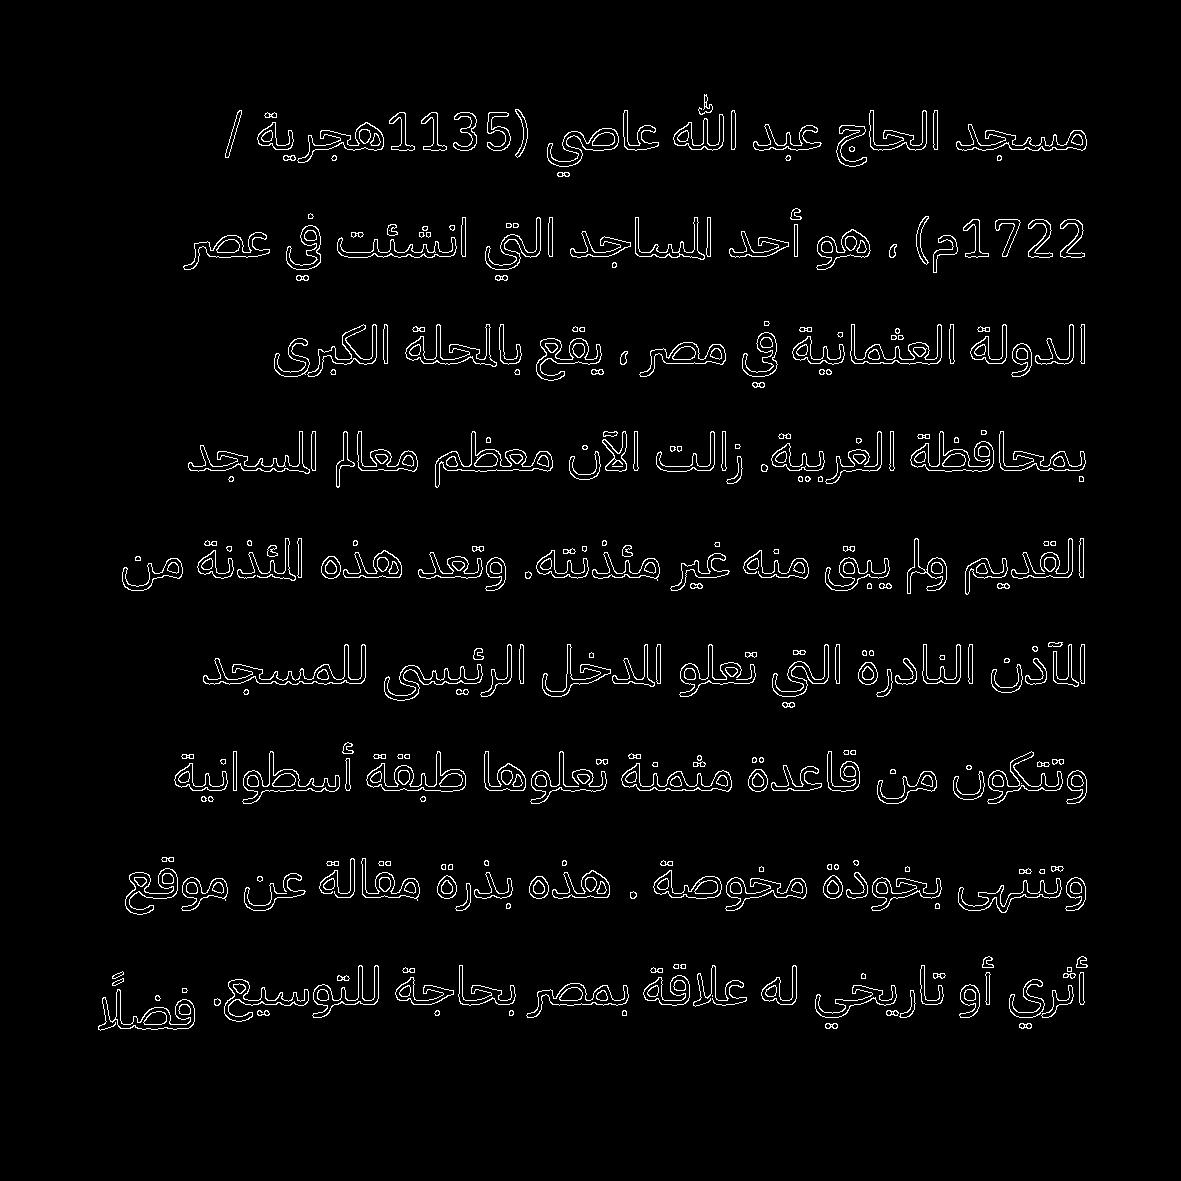 مسجد الحاج عبد الله عاصي (1135هجرية /
1722م) ، هو أحد المساجد التي انشئت في عصر
الدولة العثمانية في مصر ، يقع بالمحلة الكبرى
بمحافظة الغربية. زالت الآن معظم معالم المسجد
القديم ولم يبق منه غير مئذنته. وتعد هذه المئذنة من
المآذن النادرة التي تعلو المدخل الرئيسى للمسجد
وتتكون من قاعدة مثمنة تعلوها طبقة أسطوانية
وتنتهى بخوذة مخوصة . هذه بذرة مقالة عن موقع
أثري أو تاريخي له علاقة بمصر بحاجة للتوسيع. فضلًا